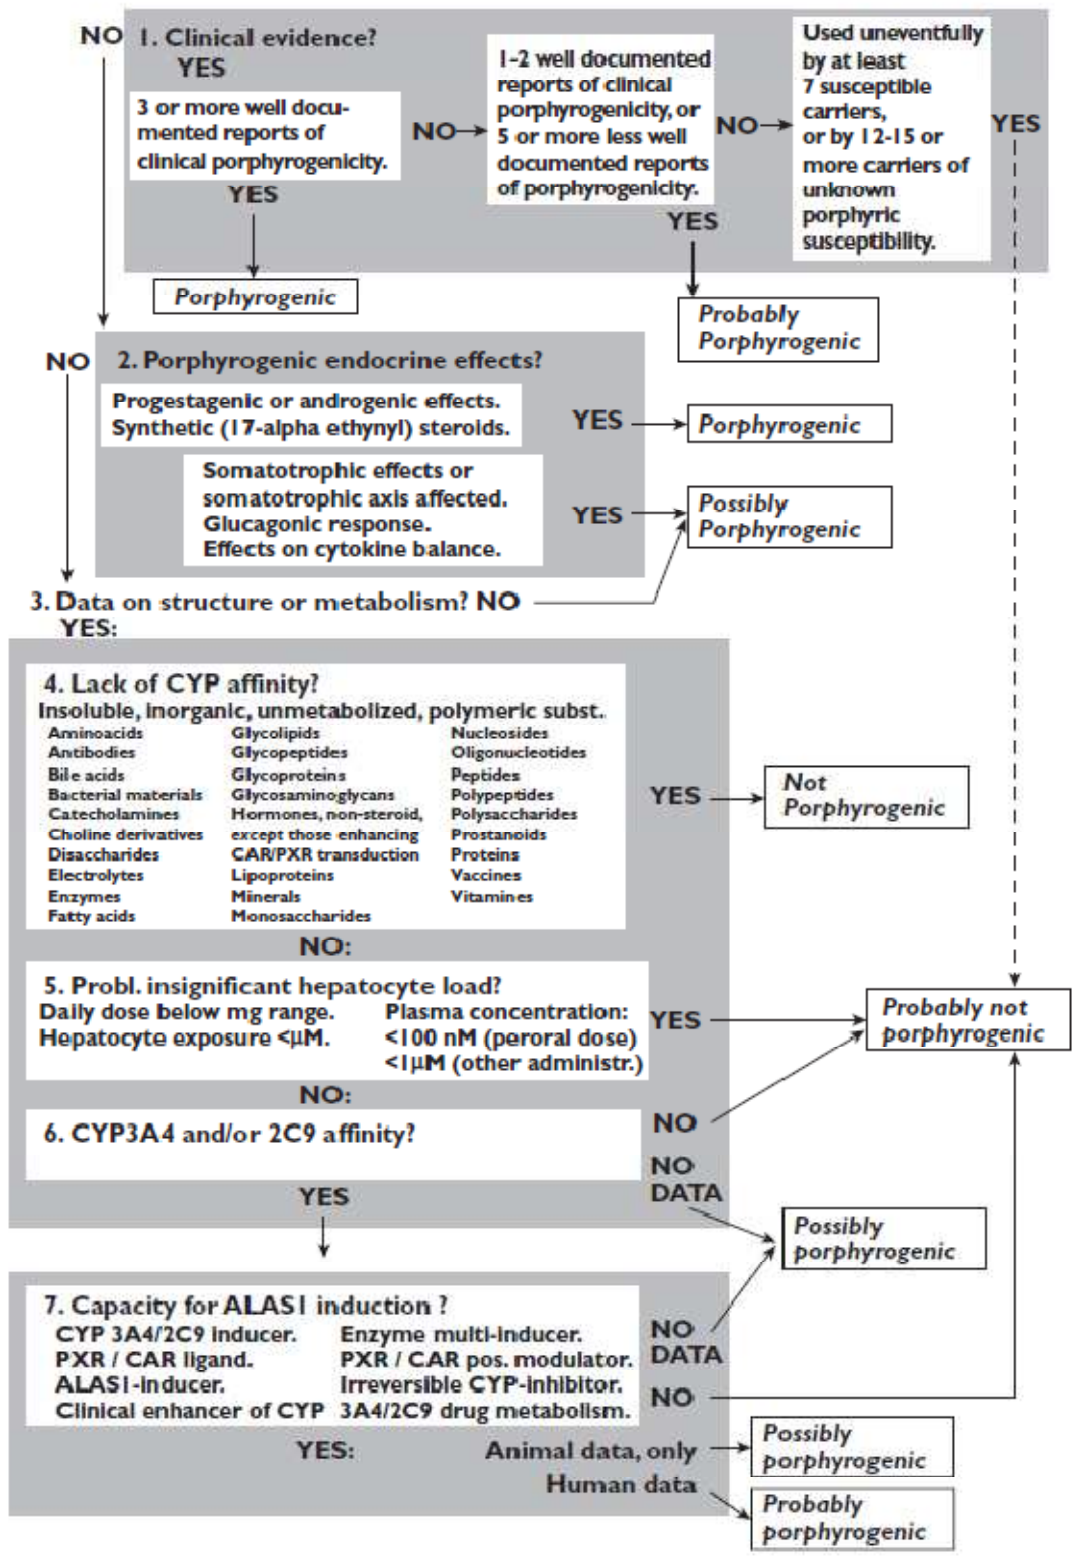 NO
1. Clinical evidence?
YES
3 or more well docu-
mented reports of
clinical porphyrogenicity.
YES
Porphyrogenic
NO
1-2 well documented
reports of clinical
porphyrogenicity, or
5 or more less well
documented reports
of porphyrogenicity.
YES
Probably
Porphyrogenic
NO
Used uneventfully
by at least
7 susceptible
carriers,
or by 12-15 or
more carriers of
unknown
porphyric
susceptibility.
YES
NO
2. Porphyrogenic endocrine effects?
Progestagenic or androgenic effects.
Synthetic (17-alpha ethynyl) steroids.
YES
Porphyrogenic
Somatotrophic effects or
somatotrophic axis affected.
Glucagonic response.
Effects on cytokine balance.
YES
Possibly
Porphyrogenic
3. Data on structure or metabolism? NO
YES:
4. Lack of CYP affinity?
Insoluble, inorganic, unmetabolized, polymeric subst.
Aminoacids
Antibodies
Bile acids
Bacterial materials
Catecholamines
Choline derivatives
Disaccharides
Electrolytes
Enzymes
Fatty acids
Glycolipids
Glycopeptides
Glycoproteins
Glycosaminoglycans
Hormones, non-steroid,
except those enhancing
CAR/PXR transduction
Lipoproteins
Minerals
Monosaccharides
Nucleosides
Oligonucleotides
Peptides
Polypeptides
Polysaccharides
Prostanoids
Proteins
Vaccines
Vitamines
YES
Not
Porphyrogenic
NO:
5. Probl. insignificant hepatocyte load?
Daily dose below mg range.
Hepatocyte exposure <µM.
Plasma concentration:
<100 nM (peroral dose)
<1µM (other administr.)
YES
Probably not
porphyrogenic
NO:
6. CYP3A4 and/or 2C9 affinity?
NO
NO
DATA
YES
Possibly
porphyrogenic
7. Capacity for ALAS1 induction ?
CYP 3A4/2C9 inducer.
PXR / CAR ligand.
ALAS1-inducer.
Enzyme multi-inducer.
PXR / CAR pos. modulator.
Irreversible CYP-inhibitor.
Clinical enhancer of CYP 3A4/2C9 drug metabolism.
NO
DATA
NO
YES:
Animal data, only
Possibly
porphyrogenic
Human data
Probably
porphyrogenic